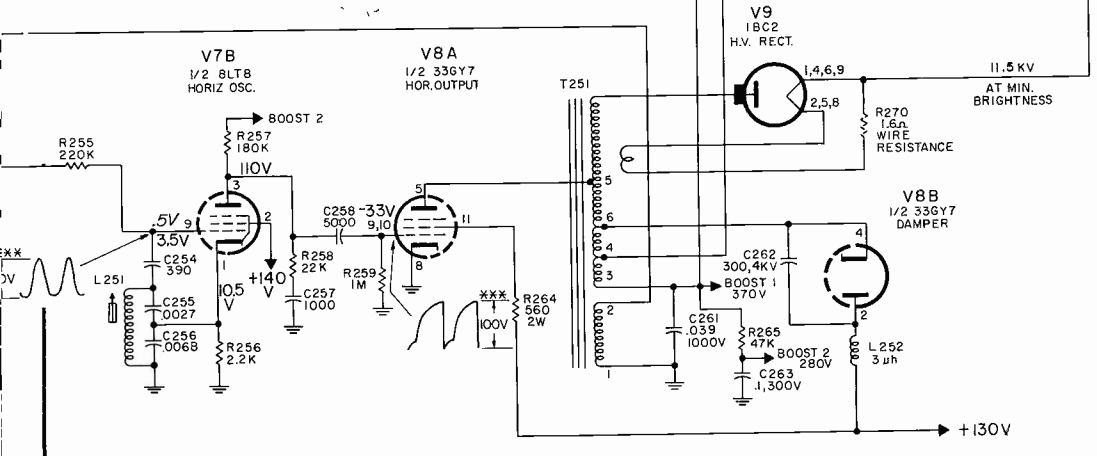 V9
1BC2
H.V. RECT.
V7B
1/2 8LT8
HORIZ OSC.
V8A
1/2 33GY7
HOR. OUTPUT
T251
1,4,6,9
11.5KV
AT MIN.
BRIGHTNESS
2,5,8
BOOST 2
R257
180K
R270
1.6Ω
WIRE
RESISTANCE
R255
220K
110V
3
5
5
V8B
1/2 33GY7
DAMPER
.5V
9
3.5V
2
C258
5000
-33V
9,10
11
6
4
***
0V
C254
390
1
+140
V
R258
22K
R259
1M
8
4
C262
300,4KV
L251
10.5
V
C257
1000
***
100V
R264
560
2W
3
BOOST 1
370V
C255
.0027
2
C261
.039
1000V
2
C256
.0068
R256
2.2K
R265
47K
BOOST 2
280V
L252
3 µh
1
C263
.1,300V
+130V